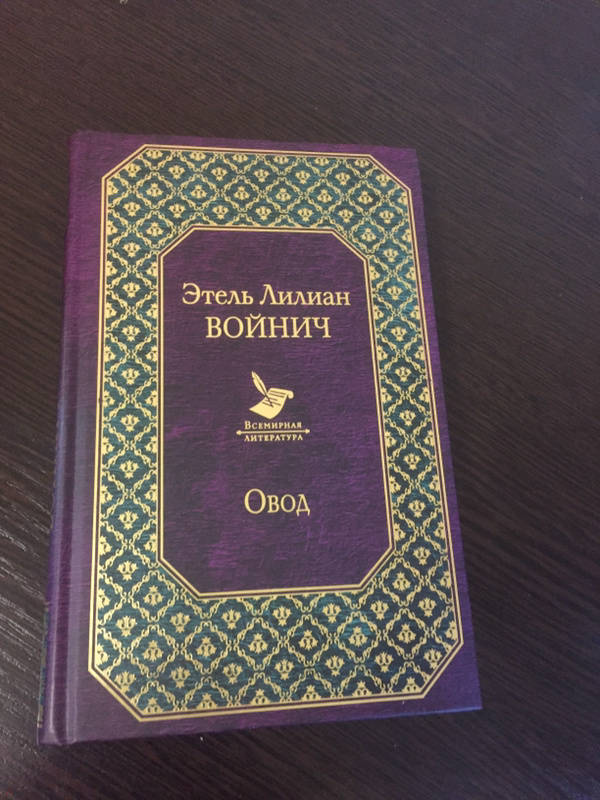 Этель Лилиан
ВОЙНИЧ
Всемирная
литература
Овод